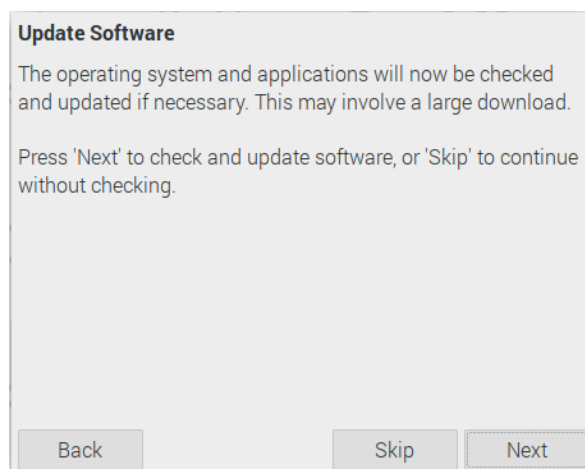 Update Software
The operating system and applications will now be checked
and updated if necessary. This may involve a large download.
Press 'Next' to check and update software, or 'Skip' to continue
without checking.
Back Skip Next